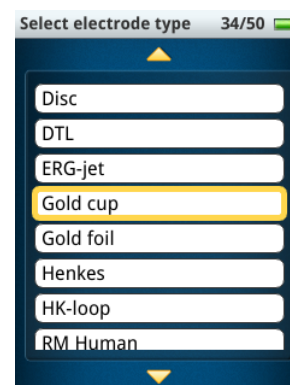 Select electrode type 34/50
Disc
DTL
ERG-jet
Gold cup
Gold foil
Henkes
HK-loop
RM Human